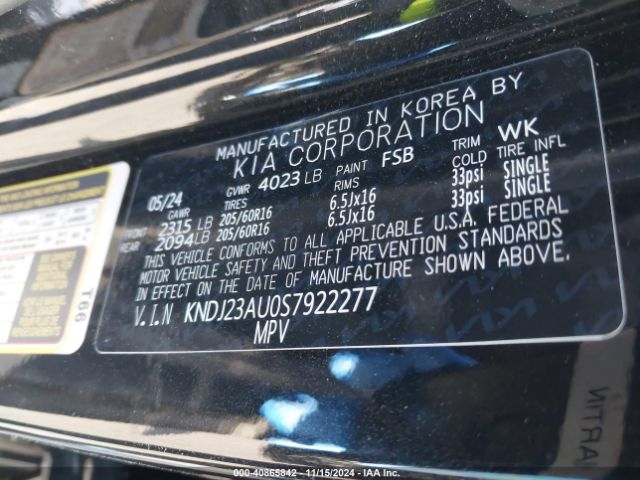 MANUFACTURED IN KOREA BY
KIA CORPORATION
05/24 GVWR 4023 LB PAINT FSB TRIM WK
GAWR TIRES RIMS COLD TIRE INFL
FRONT 2315 LB 205/60R16 6.5Jx16 33psi SINGLE
REAR 2094LB 205/60R16 6.5Jx16 33psi SINGLE
THIS VEHICLE CONFORMS TO ALL APPLICABLE U.S.A. FEDERAL
MOTOR VEHICLE SAFETY AND THEFT PREVENTION STANDARDS
IN EFFECT ON THE DATE OF MANUFACTURE SHOWN ABOVE.
V.I.N KNDJ23AU0S7922277
MPV
T66
000-40865842 - 11/15/2024 - IAA Inc.